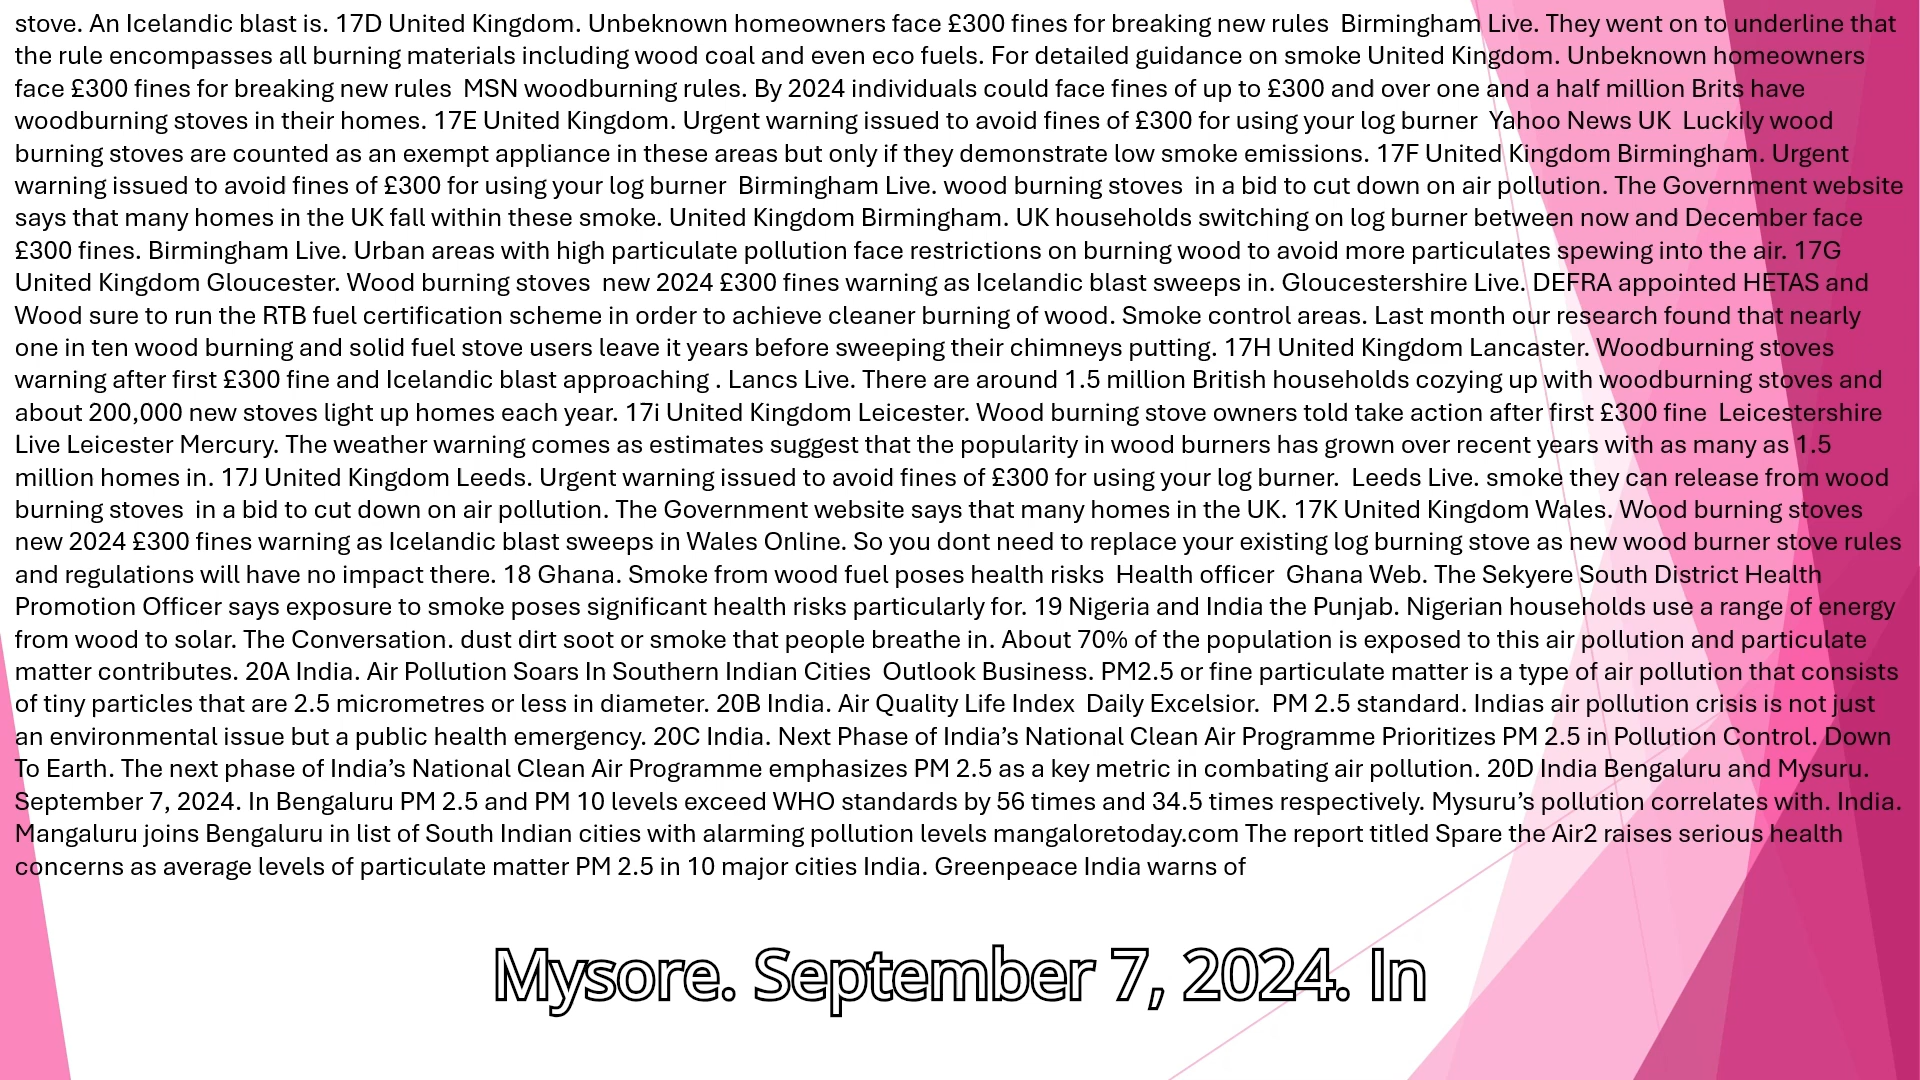 stove. An Icelandic blast is. 17D United Kingdom. Unbeknown homeowners face £300 fines for breaking new rules  Birmingham Live. They went on to underline that
the rule encompasses all burning materials including wood coal and even eco fuels. For detailed guidance on smoke United Kingdom. Unbeknown homeowners
face £300 fines for breaking new rules  MSN woodburning rules. By 2024 individuals could face fines of up to £300 and over one and a half million Brits have
woodburning stoves in their homes. 17E United Kingdom. Urgent warning issued to avoid fines of £300 for using your log burner  Yahoo News UK  Luckily wood
burning stoves are counted as an exempt appliance in these areas but only if they demonstrate low smoke emissions. 17F United Kingdom Birmingham. Urgent
warning issued to avoid fines of £300 for using your log burner  Birmingham Live. wood burning stoves  in a bid to cut down on air pollution. The Government website
says that many homes in the UK fall within these smoke. United Kingdom Birmingham. UK households switching on log burner between now and December face
£300 fines. Birmingham Live. Urban areas with high particulate pollution face restrictions on burning wood to avoid more particulates spewing into the air. 17G
United Kingdom Gloucester. Wood burning stoves  new 2024 £300 fines warning as Icelandic blast sweeps in. Gloucestershire Live. DEFRA appointed HETAS and
Wood sure to run the RTB fuel certification scheme in order to achieve cleaner burning of wood. Smoke control areas. Last month our research found that nearly
one in ten wood burning and solid fuel stove users leave it years before sweeping their chimneys putting. 17H United Kingdom Lancaster. Woodburning stoves
warning after first £300 fine and Icelandic blast approaching . Lancs Live. There are around 1.5 million British households cozying up with woodburning stoves and
about 200,000 new stoves light up homes each year. 17i United Kingdom Leicester. Wood burning stove owners told take action after first £300 fine  Leicestershire
Live Leicester Mercury. The weather warning comes as estimates suggest that the popularity in wood burners has grown over recent years with as many as 1.5
million homes in. 17J United Kingdom Leeds. Urgent warning issued to avoid fines of £300 for using your log burner.  Leeds Live. smoke they can release from wood
burning stoves  in a bid to cut down on air pollution. The Government website says that many homes in the UK. 17K United Kingdom Wales. Wood burning stoves
new 2024 £300 fines warning as Icelandic blast sweeps in Wales Online. So you dont need to replace your existing log burning stove as new wood burner stove rules
and regulations will have no impact there. 18 Ghana. Smoke from wood fuel poses health risks  Health officer  Ghana Web. The Sekyere South District Health
Promotion Officer says exposure to smoke poses significant health risks particularly for. 19 Nigeria and India the Punjab. Nigerian households use a range of energy
from wood to solar. The Conversation. dust dirt soot or smoke that people breathe in. About 70% of the population is exposed to this air pollution and particulate
matter contributes. 20A India. Air Pollution Soars In Southern Indian Cities  Outlook Business. PM2.5 or fine particulate matter is a type of air pollution that consists
of tiny particles that are 2.5 micrometres or less in diameter. 20B India. Air Quality Life Index  Daily Excelsior.  PM 2.5 standard. Indias air pollution crisis is not just
an environmental issue but a public health emergency. 20C India. Next Phase of India’s National Clean Air Programme Prioritizes PM 2.5 in Pollution Control. Down
To Earth. The next phase of India’s National Clean Air Programme emphasizes PM 2.5 as a key metric in combating air pollution. 20D India Bengaluru and Mysuru.
September 7, 2024. In Bengaluru PM 2.5 and PM 10 levels exceed WHO standards by 56 times and 34.5 times respectively. Mysuru’s pollution correlates with. India.
Mangaluru joins Bengaluru in list of South Indian cities with alarming pollution levels mangaloretoday.com The report titled Spare the Air2 raises serious health
concerns as average levels of particulate matter PM 2.5 in 10 major cities India. Greenpeace India warns of
Mysore. September 7, 2024. In